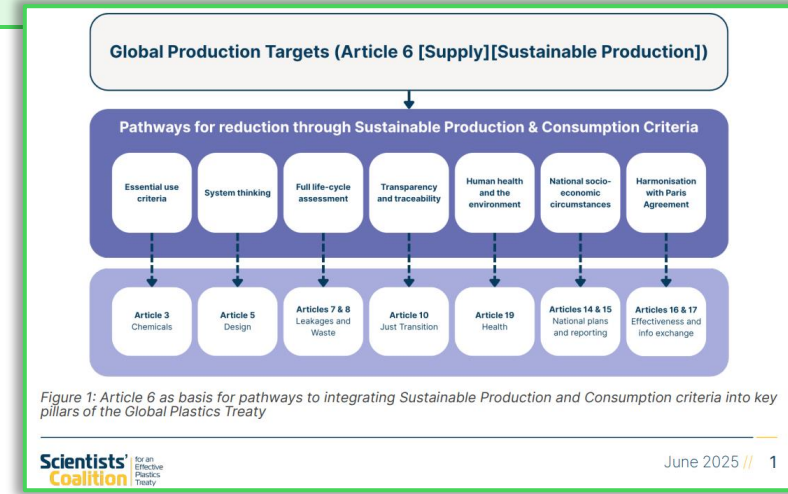 Global Production Targets (Article 6 [Supply][Sustainable Production])
Pathways for reduction through Sustainable Production & Consumption Criteria
Essential use
criteria
System thinking
Full life-cycle
assessment
Transparency
and traceability
Human health
and the
environment
National socio-
economic
circumstances
Harmonisation
with Paris
Agreement
Article 3
Chemicals
Article 5
Design
Articles 7 & 8
Leakages and
Waste
Article 10
Just Transition
Article 19
Health
Articles 14 & 15
National plans
and reporting
Articles 16 & 17
Effectiveness and
info exchange
Figure 1: Article 6 as basis for pathways to integrating Sustainable Production and Consumption criteria into key
pillars of the Global Plastics Treaty
Scientists'
Coalition
for an
Effective
Plastics
Treaty
June 2025 // 1